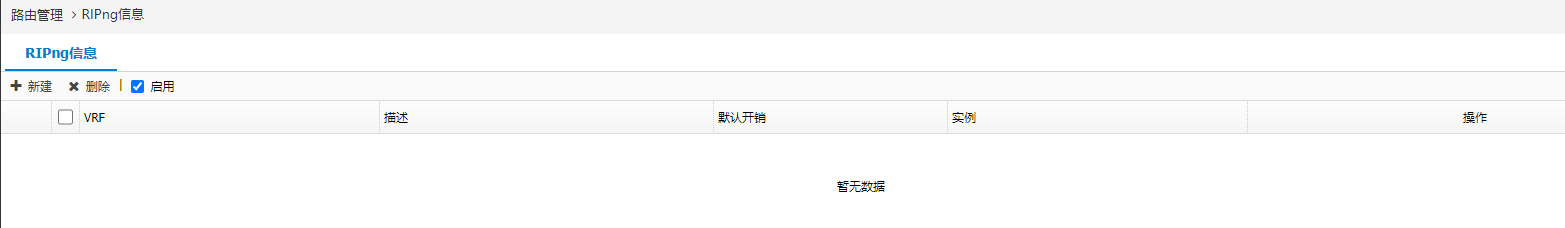 路由管理 > RIPng信息
RIPng信息
新建 删除 | 启用
VRF 描述 默认开销 实例 操作
暂无数据